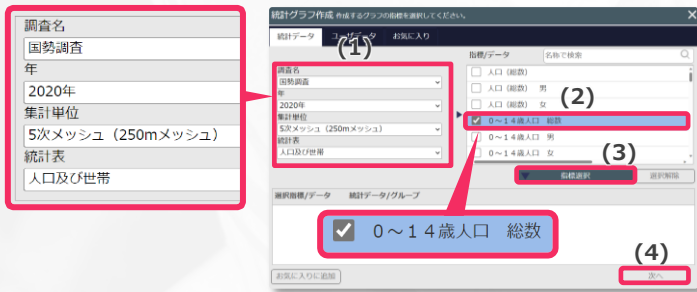 調査名
国勢調査
年
2020年
集計単位
5次メッシュ（250mメッシュ）
統計表
人口及び世帯
統計グラフ作成 作成するグラフの指標を選択してください。
統計データ ユーザデータ お気に入り
(1)
調査名
国勢調査
年
2020年
集計単位
5次メッシュ（250mメッシュ）
統計表
人口及び世帯
指標/データ 名称で検索
人口（総数）
人口（総数） 男
人口（総数） 女
(2)
0～14歳人口 総数
0～14歳人口 男
0～14歳人口 女
(3)
指標選択 選択解除
選択指標/データ 統計データ/グループ
0～14歳人口 総数
(4)
お気に入りに追加 次へ